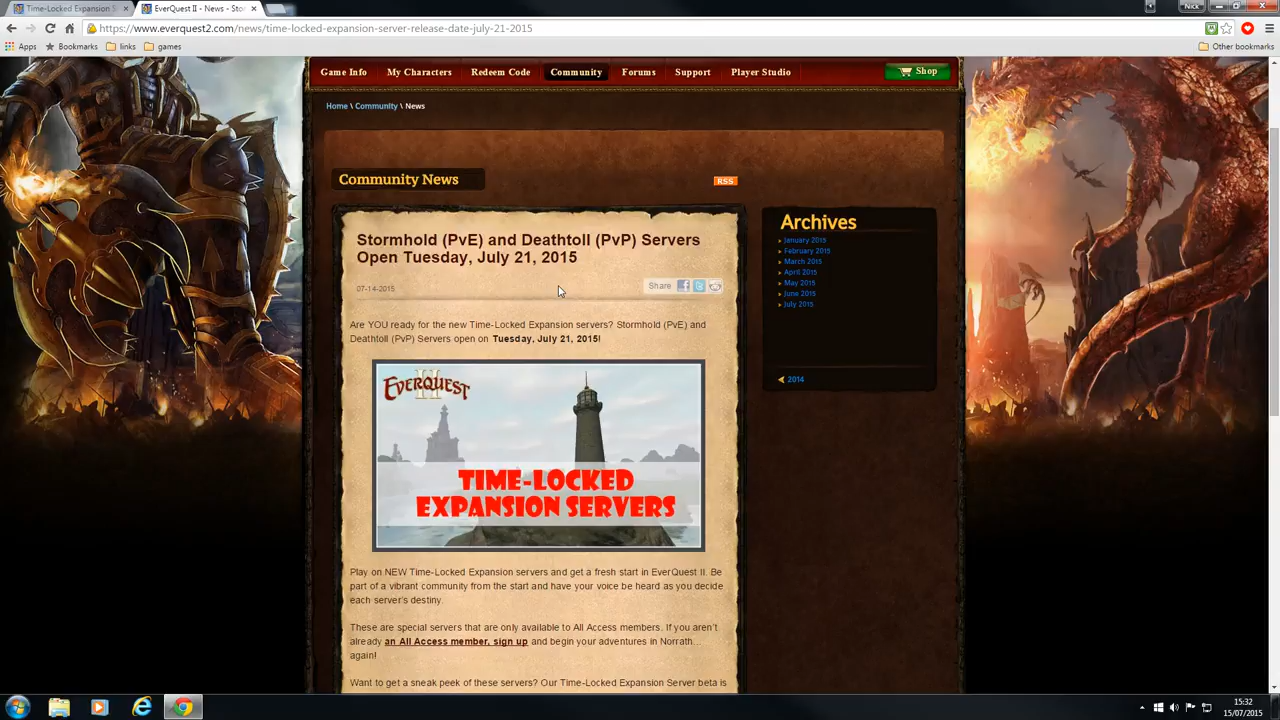 Time-Locked Expansion S
EverQuest II - News - Sto
Nick
https://www.everquest2.com/news/time-locked-expansion-server-release-date-july-21-2015
Apps Bookmarks links games Other bookmarks
Game Info My Characters Redeem Code Community Forums Support Player Studio Shop
Home \ Community \ News
Community News
RSS
Stormhold (PvE) and Deathtoll (PvP) Servers
Open Tuesday, July 21, 2015
07-14-2015
Share
Are YOU ready for the new Time-Locked Expansion servers? Stormhold (PvE) and
Deathtoll (PvP) Servers open on Tuesday, July 21, 2015!
EVERQUEST II
TIME-LOCKED
EXPANSION SERVERS
Play on NEW Time-Locked Expansion servers and get a fresh start in EverQuest II. Be
part of a vibrant community from the start and have your voice be heard as you decide
each server's destiny.
These are special servers that are only available to All Access members. If you aren't
already an All Access member, sign up and begin your adventures in Norrath...
again!
Want to get a sneak peek of these servers? Our Time-Locked Expansion Server beta is
Archives
January 2015
February 2015
March 2015
April 2015
May 2015
June 2015
July 2015
2014
15:32
15/07/2015